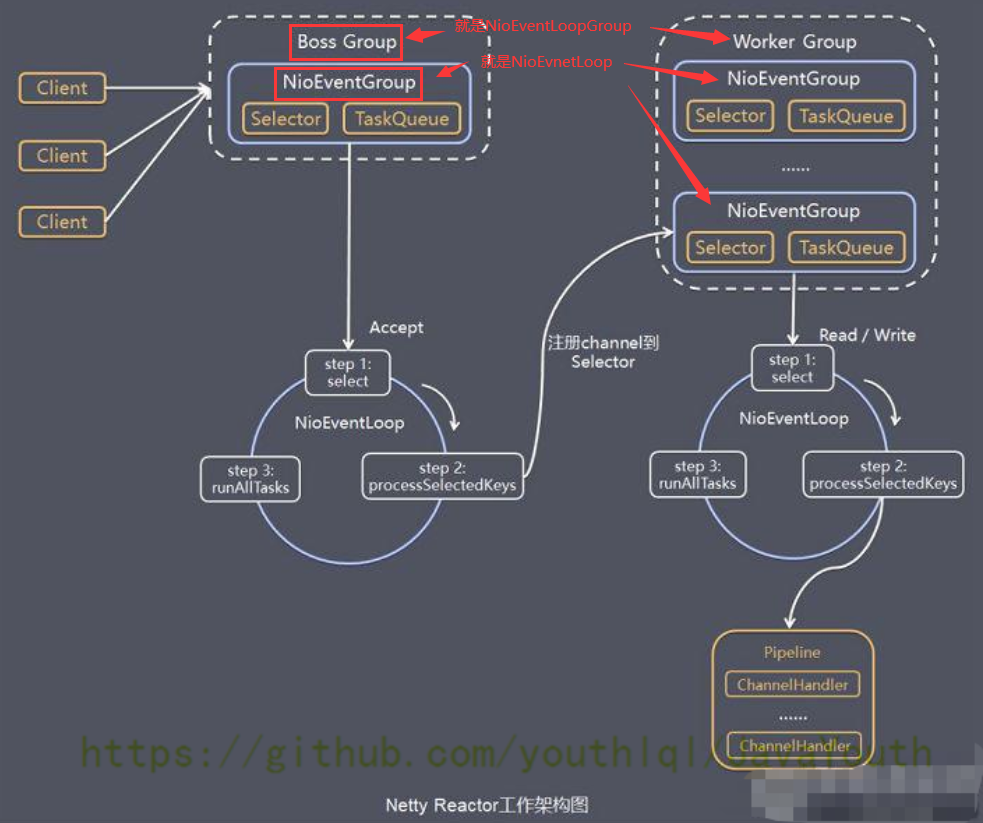 Boss Group
就是NioEventLoopGroup
Worker Group
就是NioEvnetLoop
Client
NioEventGroup
Selector
TaskQueue
Client
Client
NioEventGroup
Selector
TaskQueue
......
NioEventGroup
Selector
TaskQueue
Accept
step 1:
select
NioEventLoop
step 2:
processSelectedKeys
step 3:
runAllTasks
注册channel到
Selector
Read / Write
step 1:
select
NioEventLoop
step 2:
processSelectedKeys
step 3:
runAllTasks
Pipeline
ChannelHandler
......
ChannelHandler
https://github.com/youthlql/JavaYouth
Netty Reactor工作架构图